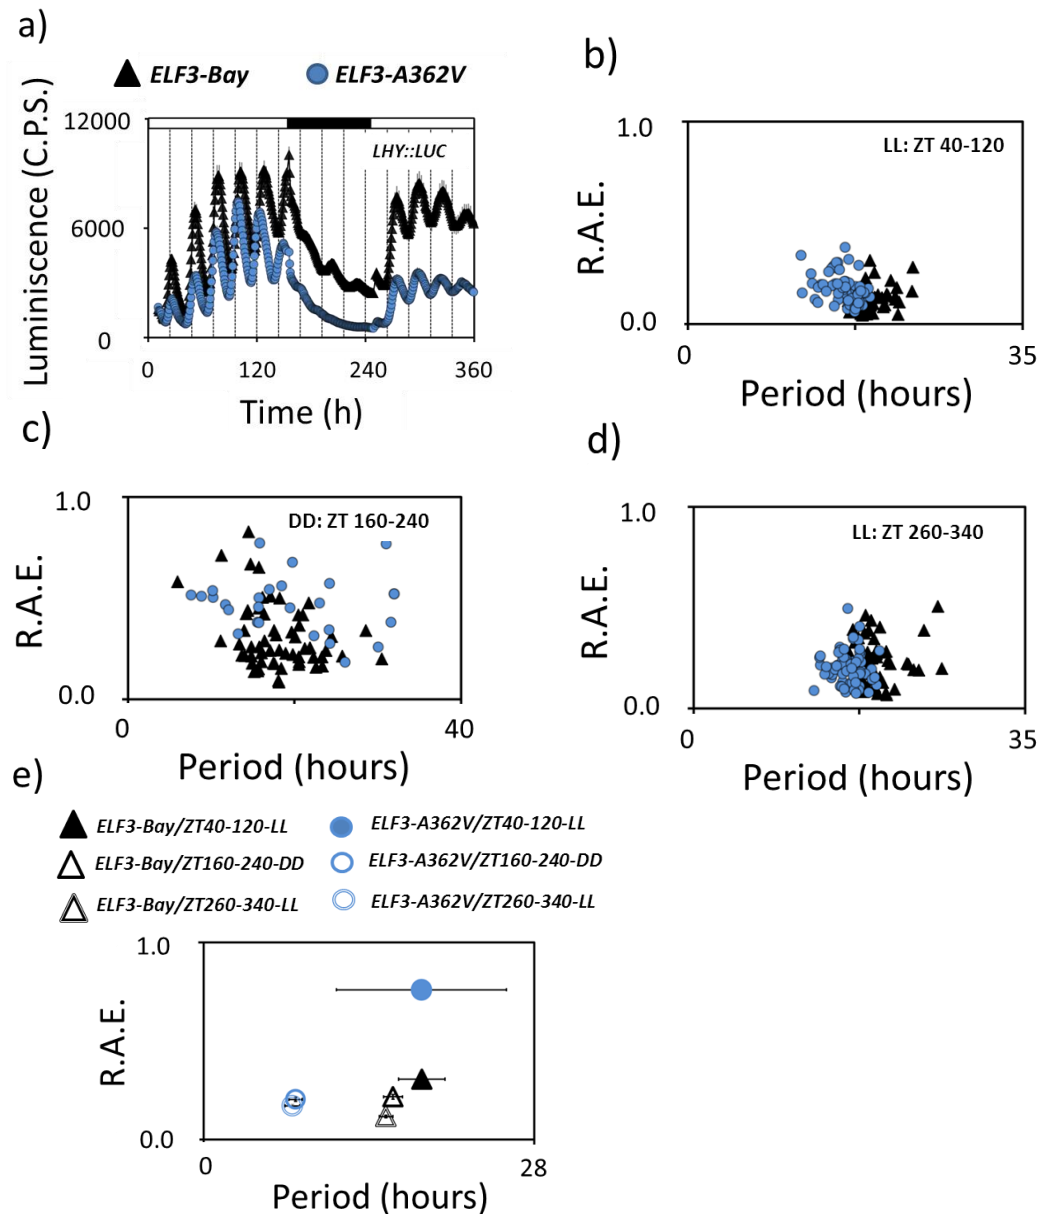 a)
ELF3-Bay
ELF3-A362V
Luminiscence (C.P.S.)
12000
6000
0
LHY::LUC
0 120 240 360
Time (h)
b)
R.A.E.
1.0
0.0
LL: ZT 40-120
0 35
Period (hours)
c)
R.A.E.
1.0
0.0
DD: ZT 160-240
0 40
Period (hours)
d)
R.A.E.
1.0
0.0
LL: ZT 260-340
0 35
Period (hours)
e)
ELF3-Bay/ZT40-120-LL
ELF3-A362V/ZT40-120-LL
ELF3-Bay/ZT160-240-DD
ELF3-A362V/ZT160-240-DD
ELF3-Bay/ZT260-340-LL
ELF3-A362V/ZT260-340-LL
R.A.E.
1.0
0.0
0 28
Period (hours)